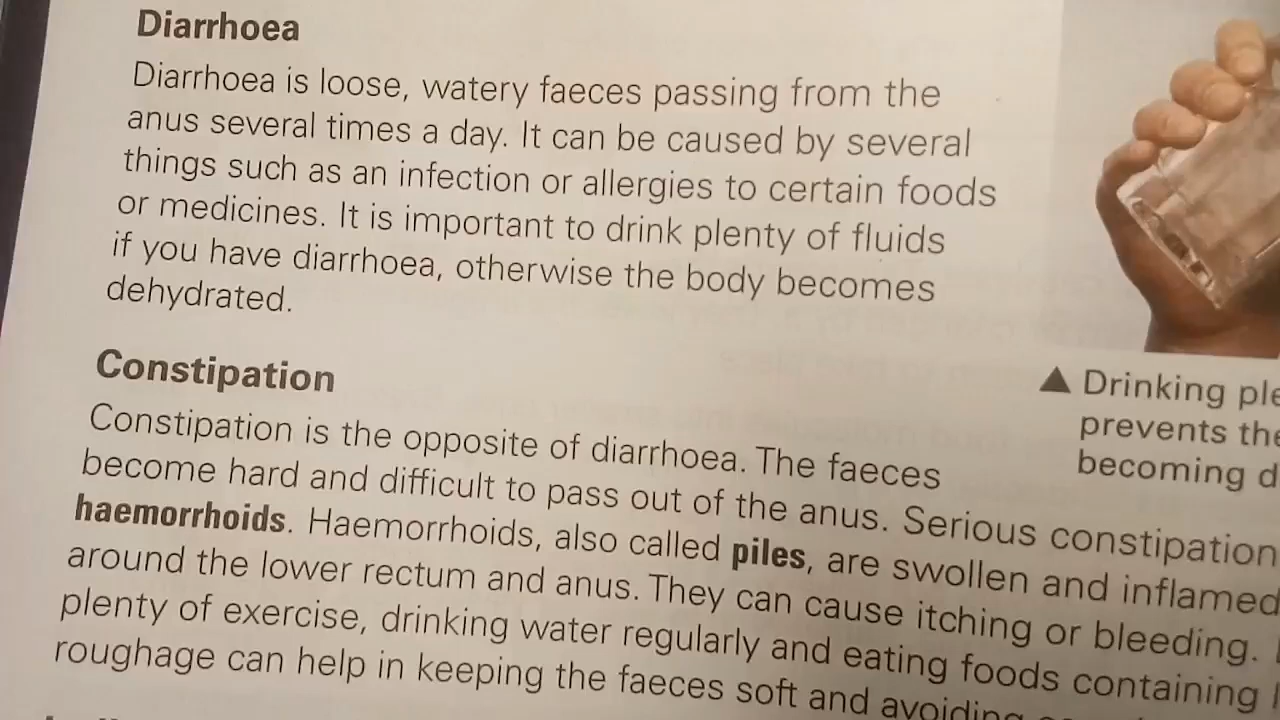 Diarrhoea
Diarrhoea is loose, watery faeces passing from the
anus several times a day. It can be caused by several
things such as an infection or allergies to certain foods
or medicines. It is important to drink plenty of fluids
if you have diarrhoea, otherwise the body becomes
dehydrated.
▲ Drinking
prevents
becoming
Constipation
Constipation is the opposite of diarrhoea. The faeces
become hard and difficult to pass out of the anus. Serious constipation
haemorrhoids. Haemorrhoids, also called piles, are swollen and inflamed
around the lower rectum and anus. They can cause itching or bleeding.
plenty of exercise, drinking water regularly and eating foods containing
roughage can help in keeping the faeces soft and avoiding